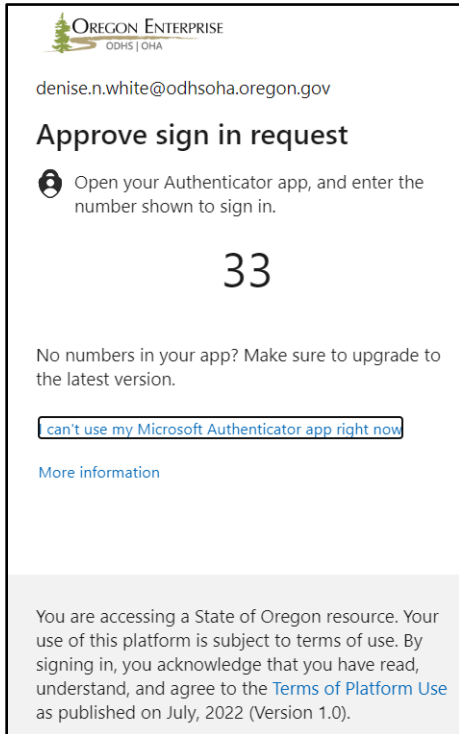 OREGON ENTERPRISE
ODHS | OHA
denise.n.white@odhsoha.oregon.gov
Approve sign in request
Open your Authenticator app, and enter the
number shown to sign in.
33
No numbers in your app? Make sure to upgrade to
the latest version.
I can't use my Microsoft Authenticator app right now
More information
You are accessing a State of Oregon resource. Your
use of this platform is subject to terms of use. By
signing in, you acknowledge that you have read,
understand, and agree to the Terms of Platform Use
as published on July, 2022 (Version 1.0).